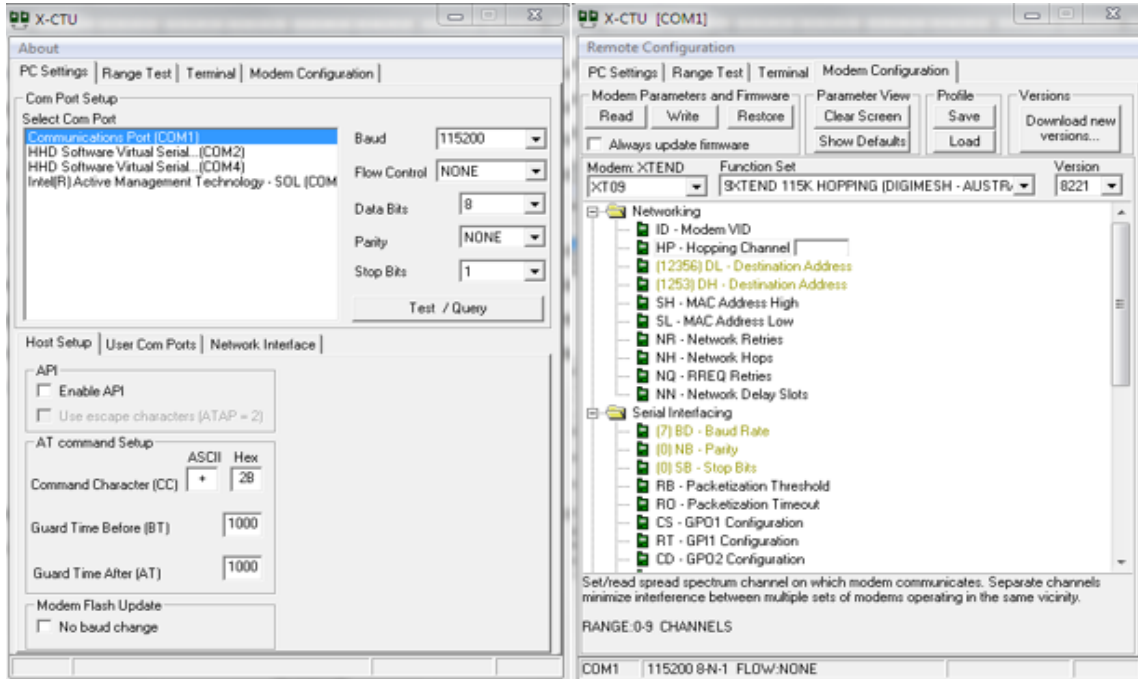 X-CTU
About
PC Settings Range Test Terminal Modem Configuration
Com Port Setup
Select Com Port
Communications Port (COM1)
HHD Software Virtual Serial...(COM2)
HHD Software Virtual Serial...(COM4)
Intel(R) Active Management Technology - SOL (COM
Baud 115200
Flow Control NONE
Data Bits 8
Parity NONE
Stop Bits 1
Test / Query
Host Setup User Com Ports Network Interface
API
Enable API
Use escape characters (ATAP = 2)
AT command Setup
ASCII Hex
Command Character (CC) + 2B
Guard Time Before (BT) 1000
Guard Time After (AT) 1000
Modem Flash Update
No baud change
X-CTU [COM1]
Remote Configuration
PC Settings Range Test Terminal Modem Configuration
Modem Parameters and Firmware Parameter View Profile Versions
Read Write Restore Clear Screen Save Download new versions...
Always update firmware Show Defaults Load
Modem: XTEND Function Set Version
XT09 9XTEND 115K HOPPING (DIGIMESH - AUSTR 8221
Networking
ID - Modem VID
HP - Hopping Channel
(12356) DL - Destination Address
(1253) DH - Destination Address
SH - MAC Address High
SL - MAC Address Low
NR - Network Retries
NH - Network Hops
NQ - RREQ Retries
NN - Network Delay Slots
Serial Interfacing
(7) BD - Baud Rate
(0) NB - Parity
(0) SB - Stop Bits
RB - Packetization Threshold
RO - Packetization Timeout
CS - GPO1 Configuration
RT - GPI1 Configuration
CD - GPO2 Configuration
Set/read spread spectrum channel on which modem communicates. Separate channels
minimize interference between multiple sets of modems operating in the same vicinity.
RANGE:0-9 CHANNELS
COM1 115200 8-N-1 FLOW:NONE